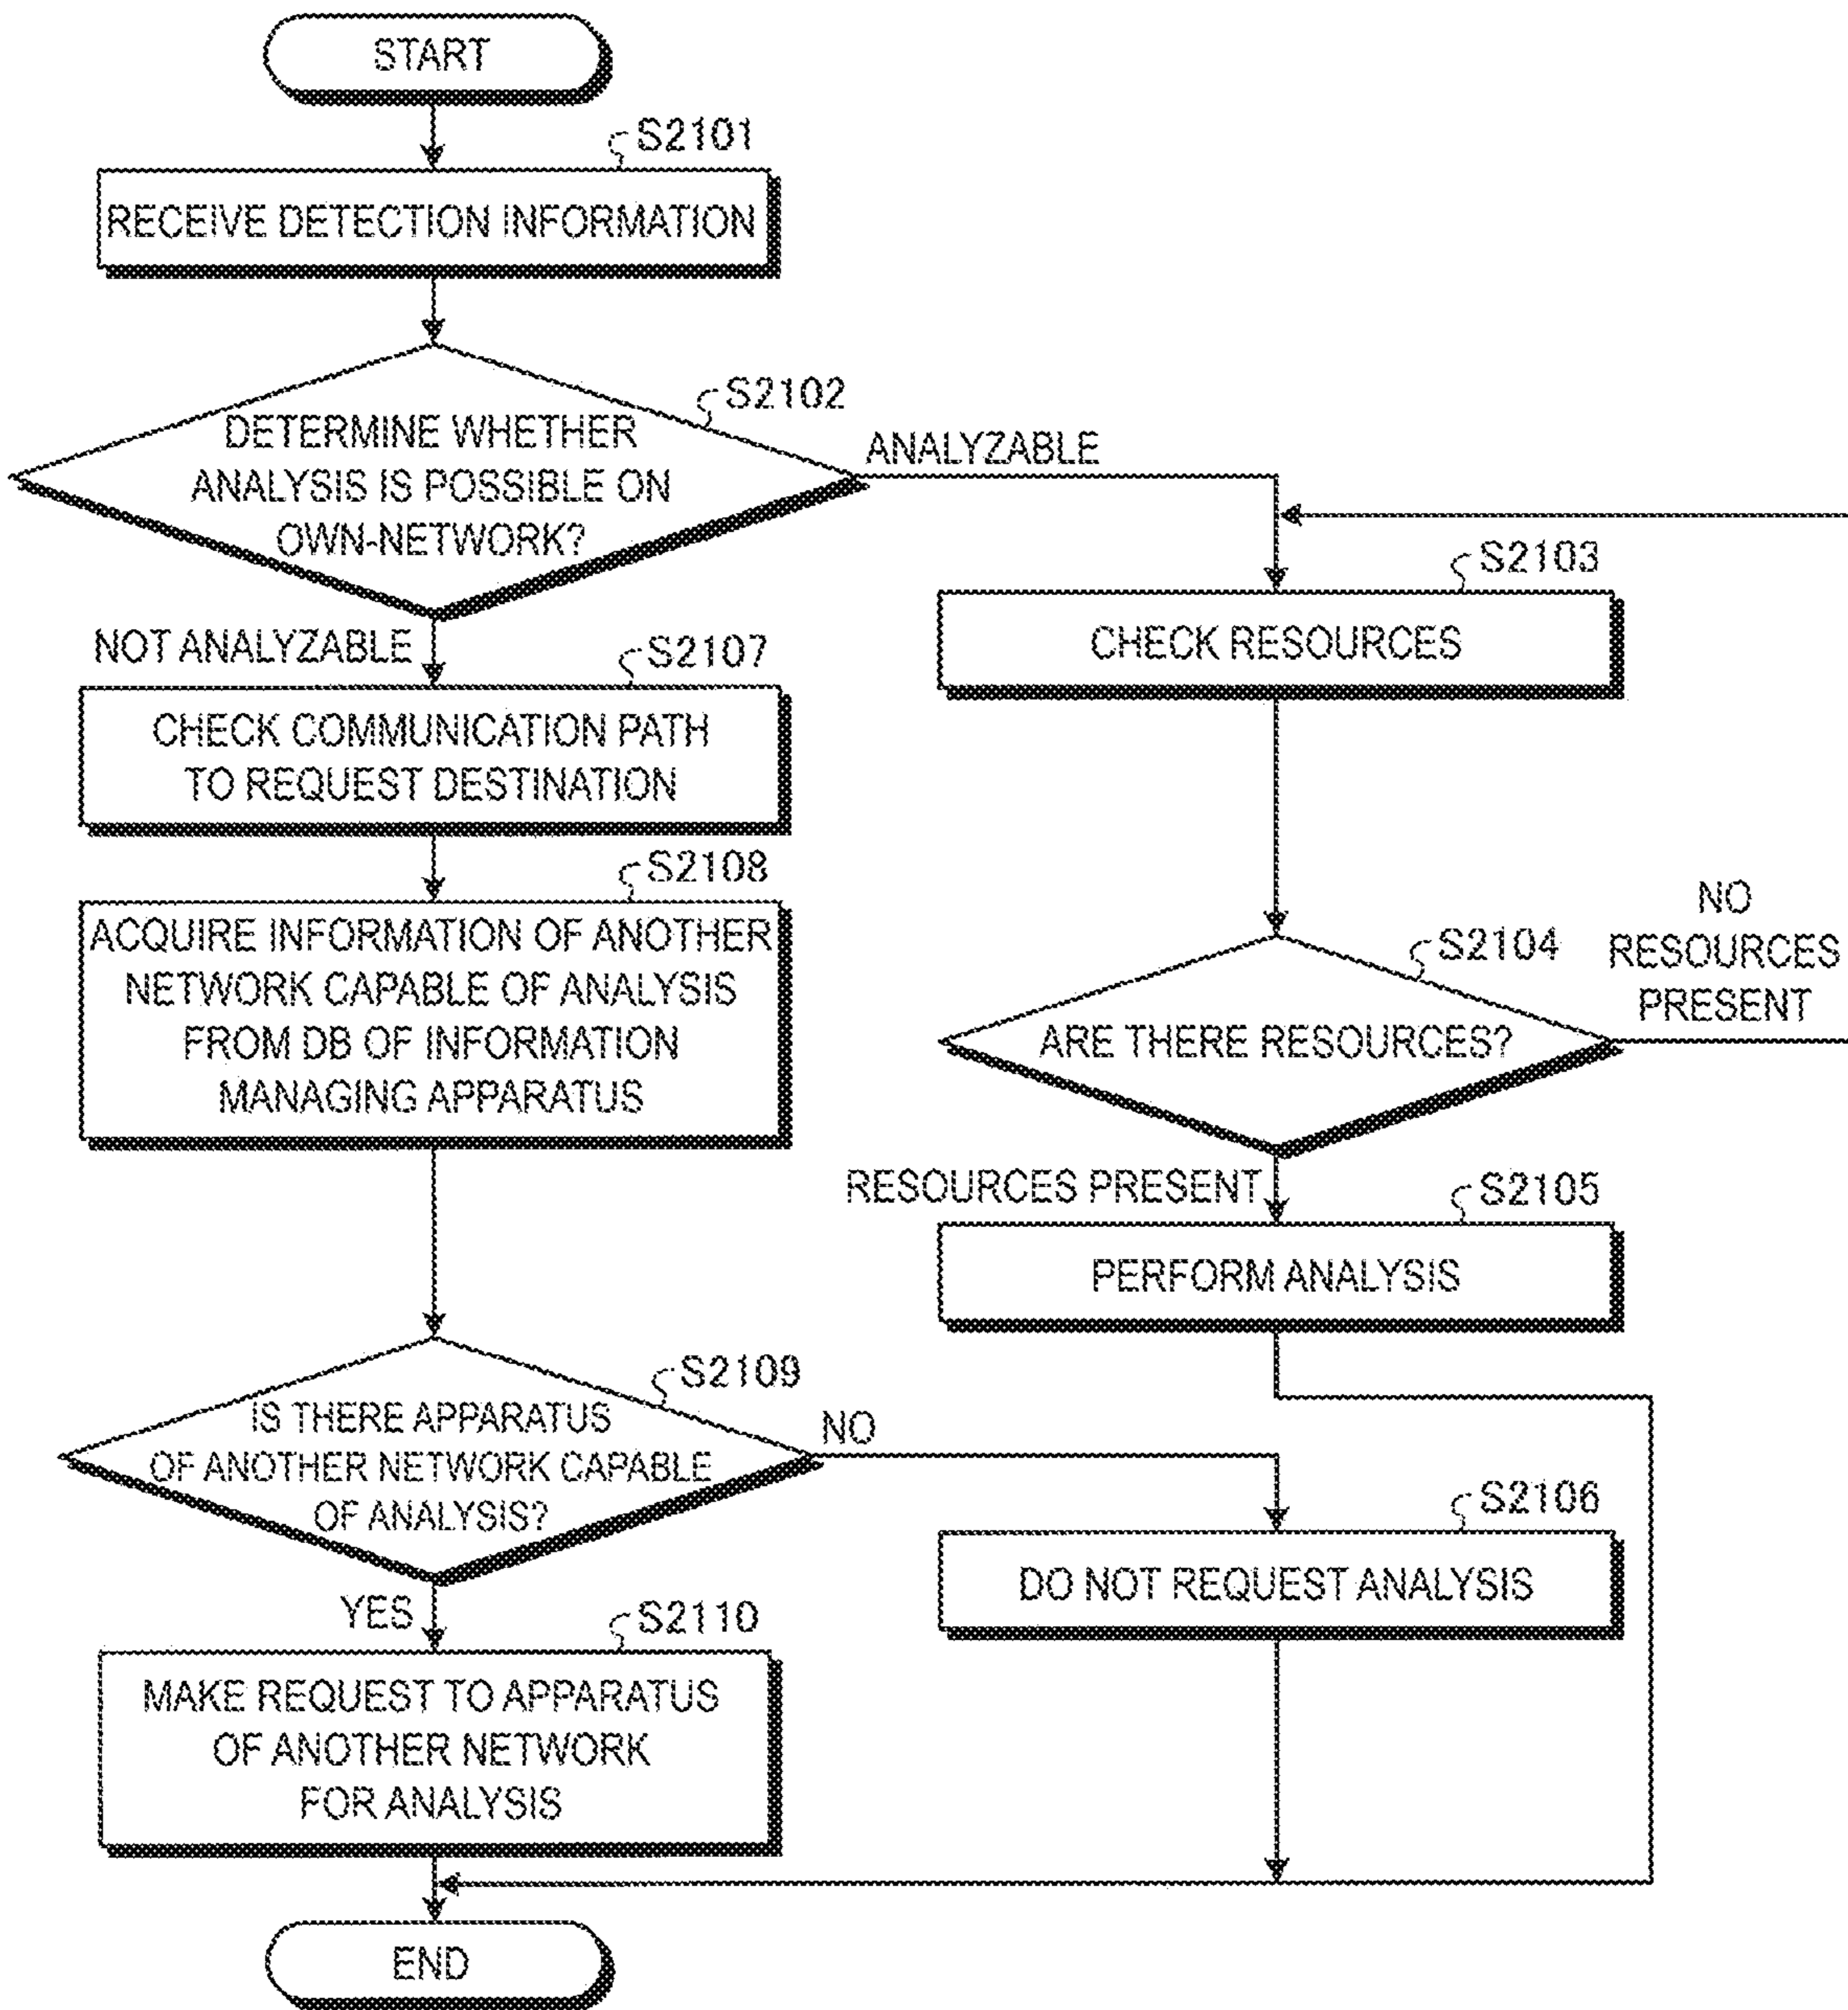 START
S2101
RECEIVE DETECTION INFORMATION
S2102
DETERMINE WHETHER
ANALYSIS IS POSSIBLE ON
OWN-NETWORK?
ANALYZABLE
NOT ANALYZABLE
S2103
CHECK RESOURCES
S2107
CHECK COMMUNICATION PATH
TO REQUEST DESTINATION
S2108
ACQUIRE INFORMATION OF ANOTHER
NETWORK CAPABLE OF ANALYSIS
FROM DB OF INFORMATION
MANAGING APPARATUS
S2104
ARE THERE RESOURCES?
NO
RESOURCES
PRESENT
RESOURCES PRESENT
S2105
PERFORM ANALYSIS
S2109
IS THERE APPARATUS
OF ANOTHER NETWORK CAPABLE
OF ANALYSIS?
NO
S2106
DO NOT REQUEST ANALYSIS
YES
S2110
MAKE REQUEST TO APPARATUS
OF ANOTHER NETWORK
FOR ANALYSIS
END